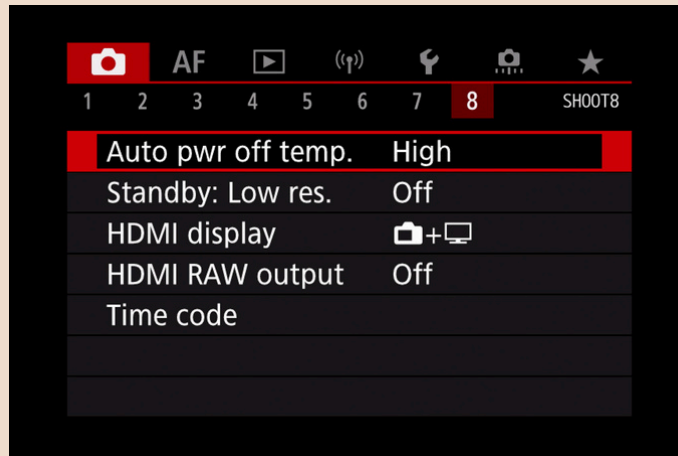 AF
1 2 3 4 5 6 7 8 SHOOT8
Auto pwr off temp. High
Standby: Low res. Off
HDMI display +
HDMI RAW output Off
Time code